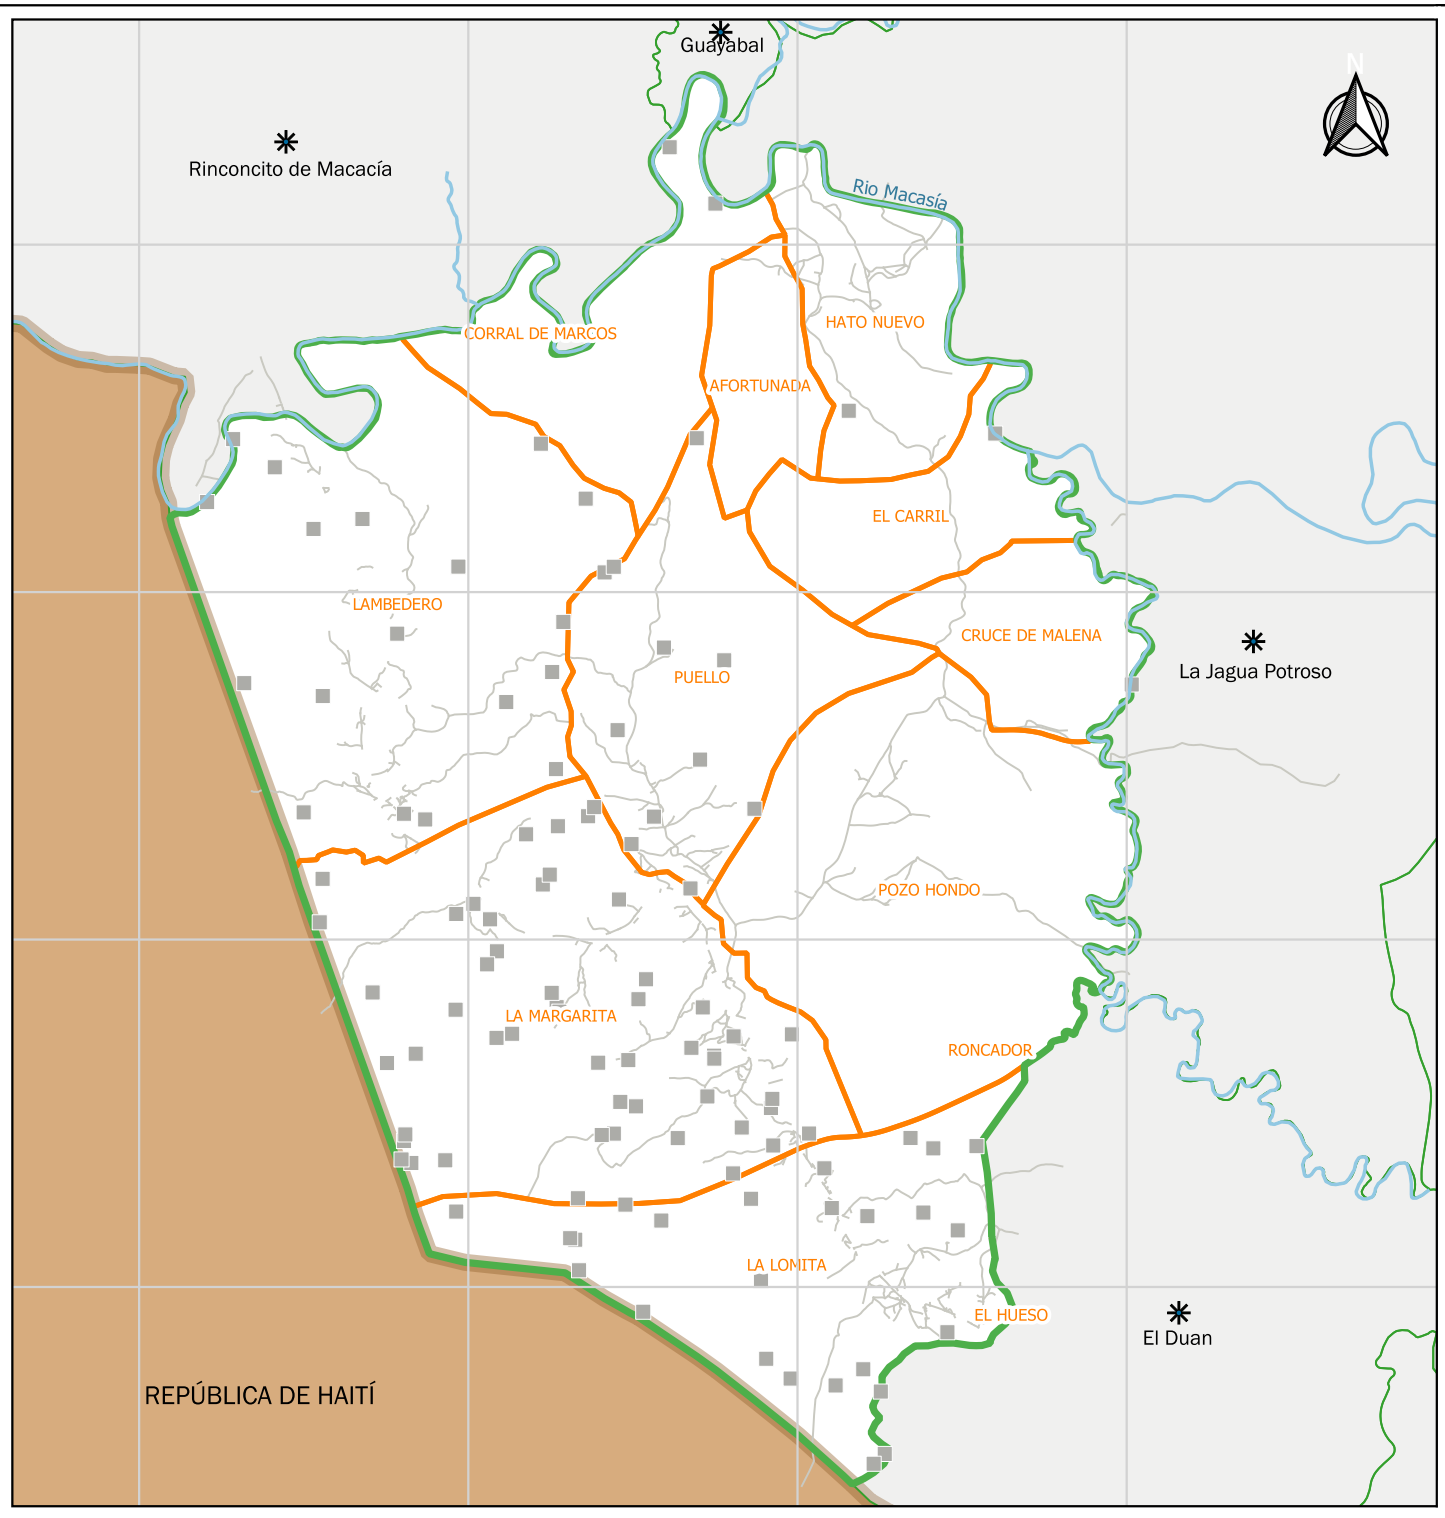 Guayabal
N
Rinconcito de Macacía
Rio Macasía
HATO NUEVO
CORRAL DE MARCOS
AFORTUNADA
EL CARRIL
LAMBEDERO
CRUCE DE MALENA
La Jagua Potroso
PUELLO
POZO HONDO
LA MARGARITA
RONCADOR
LA LOMITA
EL HUESO
El Duan
REPÚBLICA DE HAITÍ